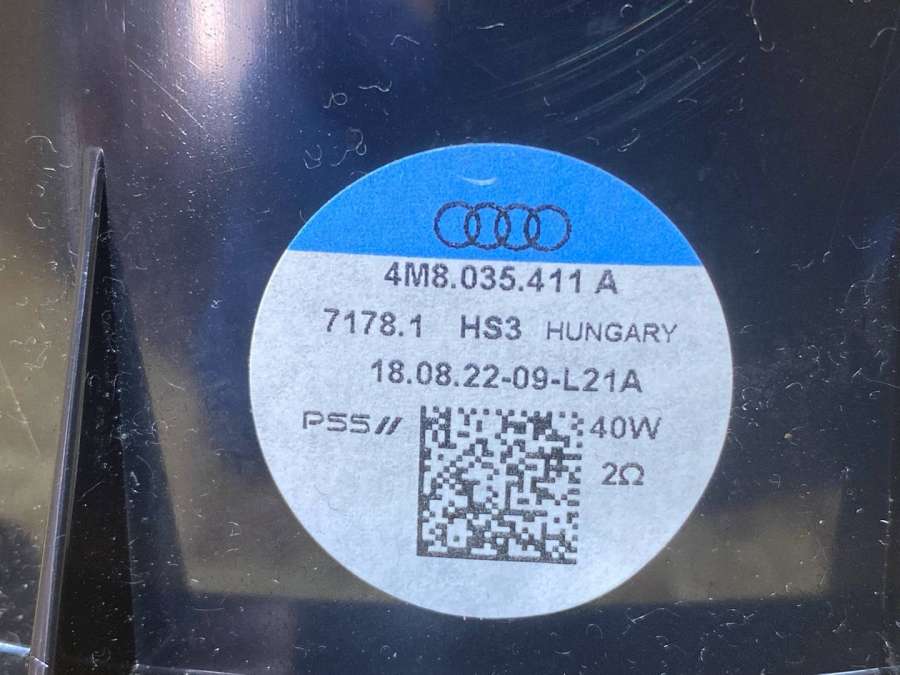 4M8.035.411 A
7178.1 HS3 HUNGARY
18.08.22-09-L21A
PSS// 40W
2Ω